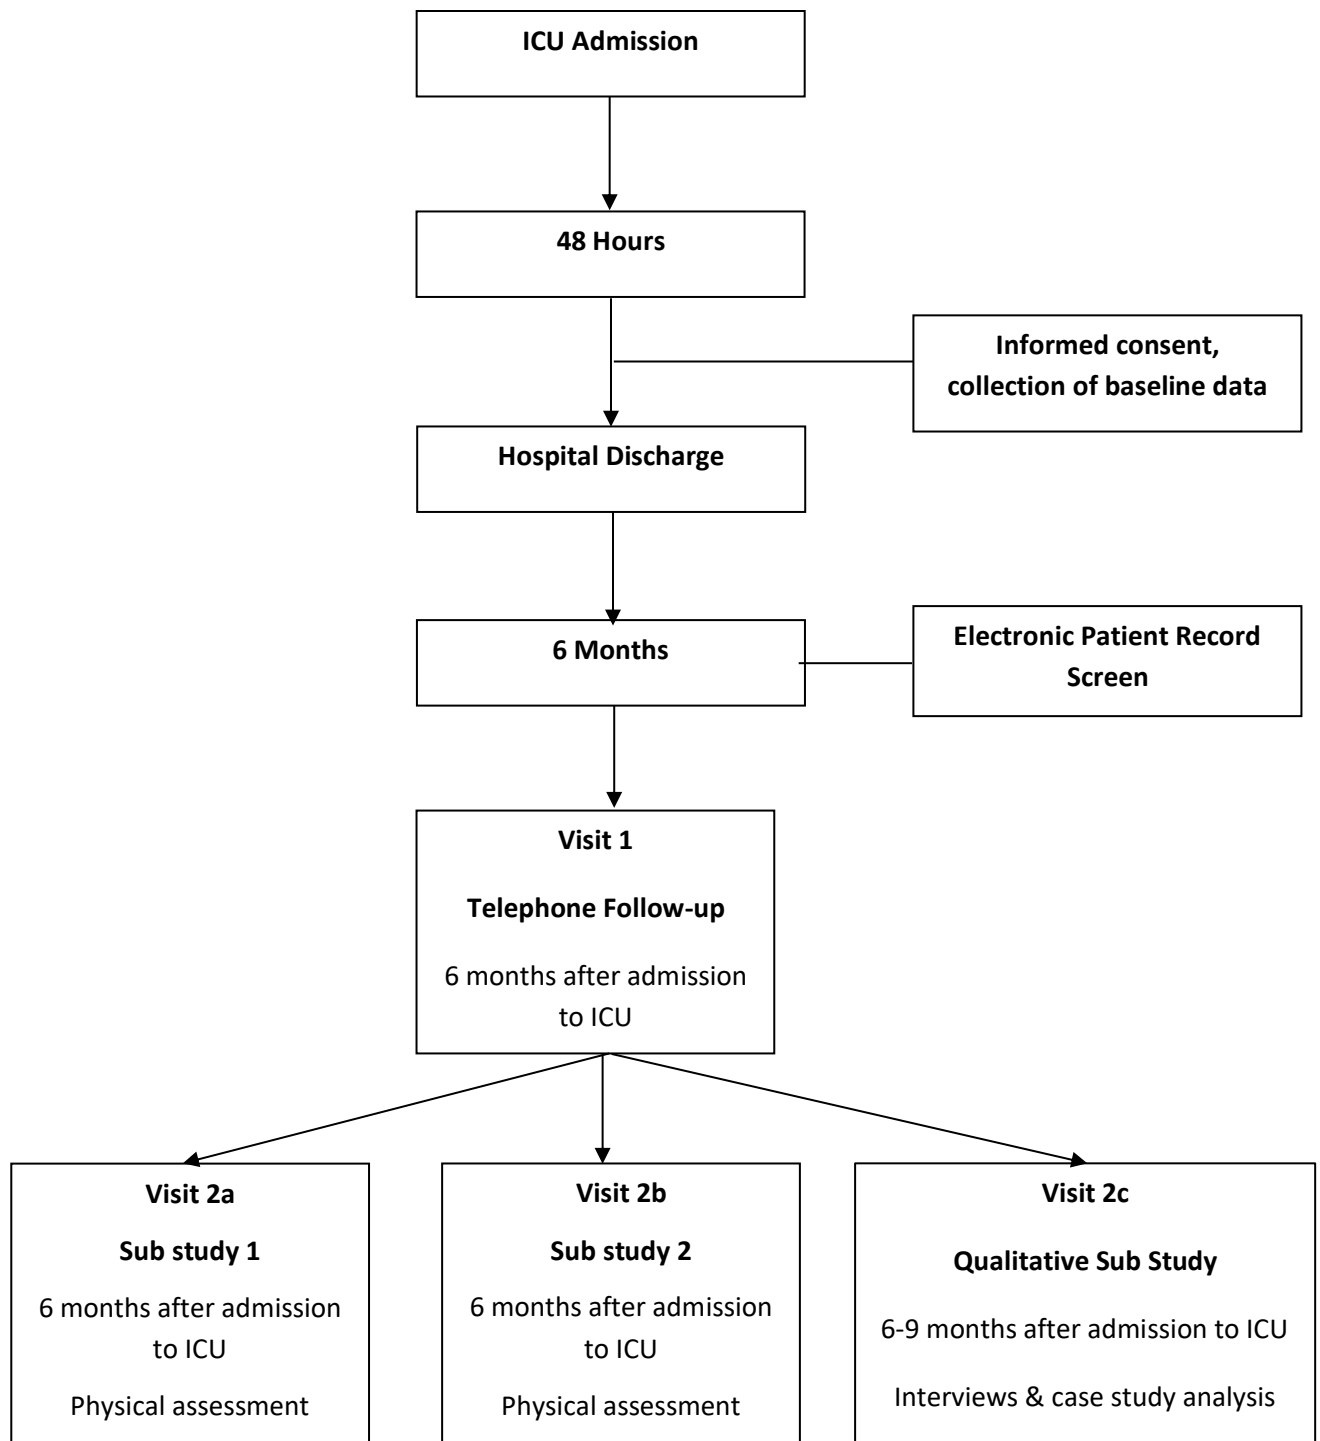 ICU Admission
48 Hours
Informed consent,
collection of baseline data
Hospital Discharge
6 Months
Electronic Patient Record
Screen
Visit 1
Telephone Follow-up
6 months after admission
to ICU
Visit 2a
Sub study 1
6 months after admission
to ICU
Physical assessment
Visit 2b
Sub study 2
6 months after admission
to ICU
Physical assessment
Visit 2c
Qualitative Sub Study
6-9 months after admission to ICU
Interviews & case study analysis